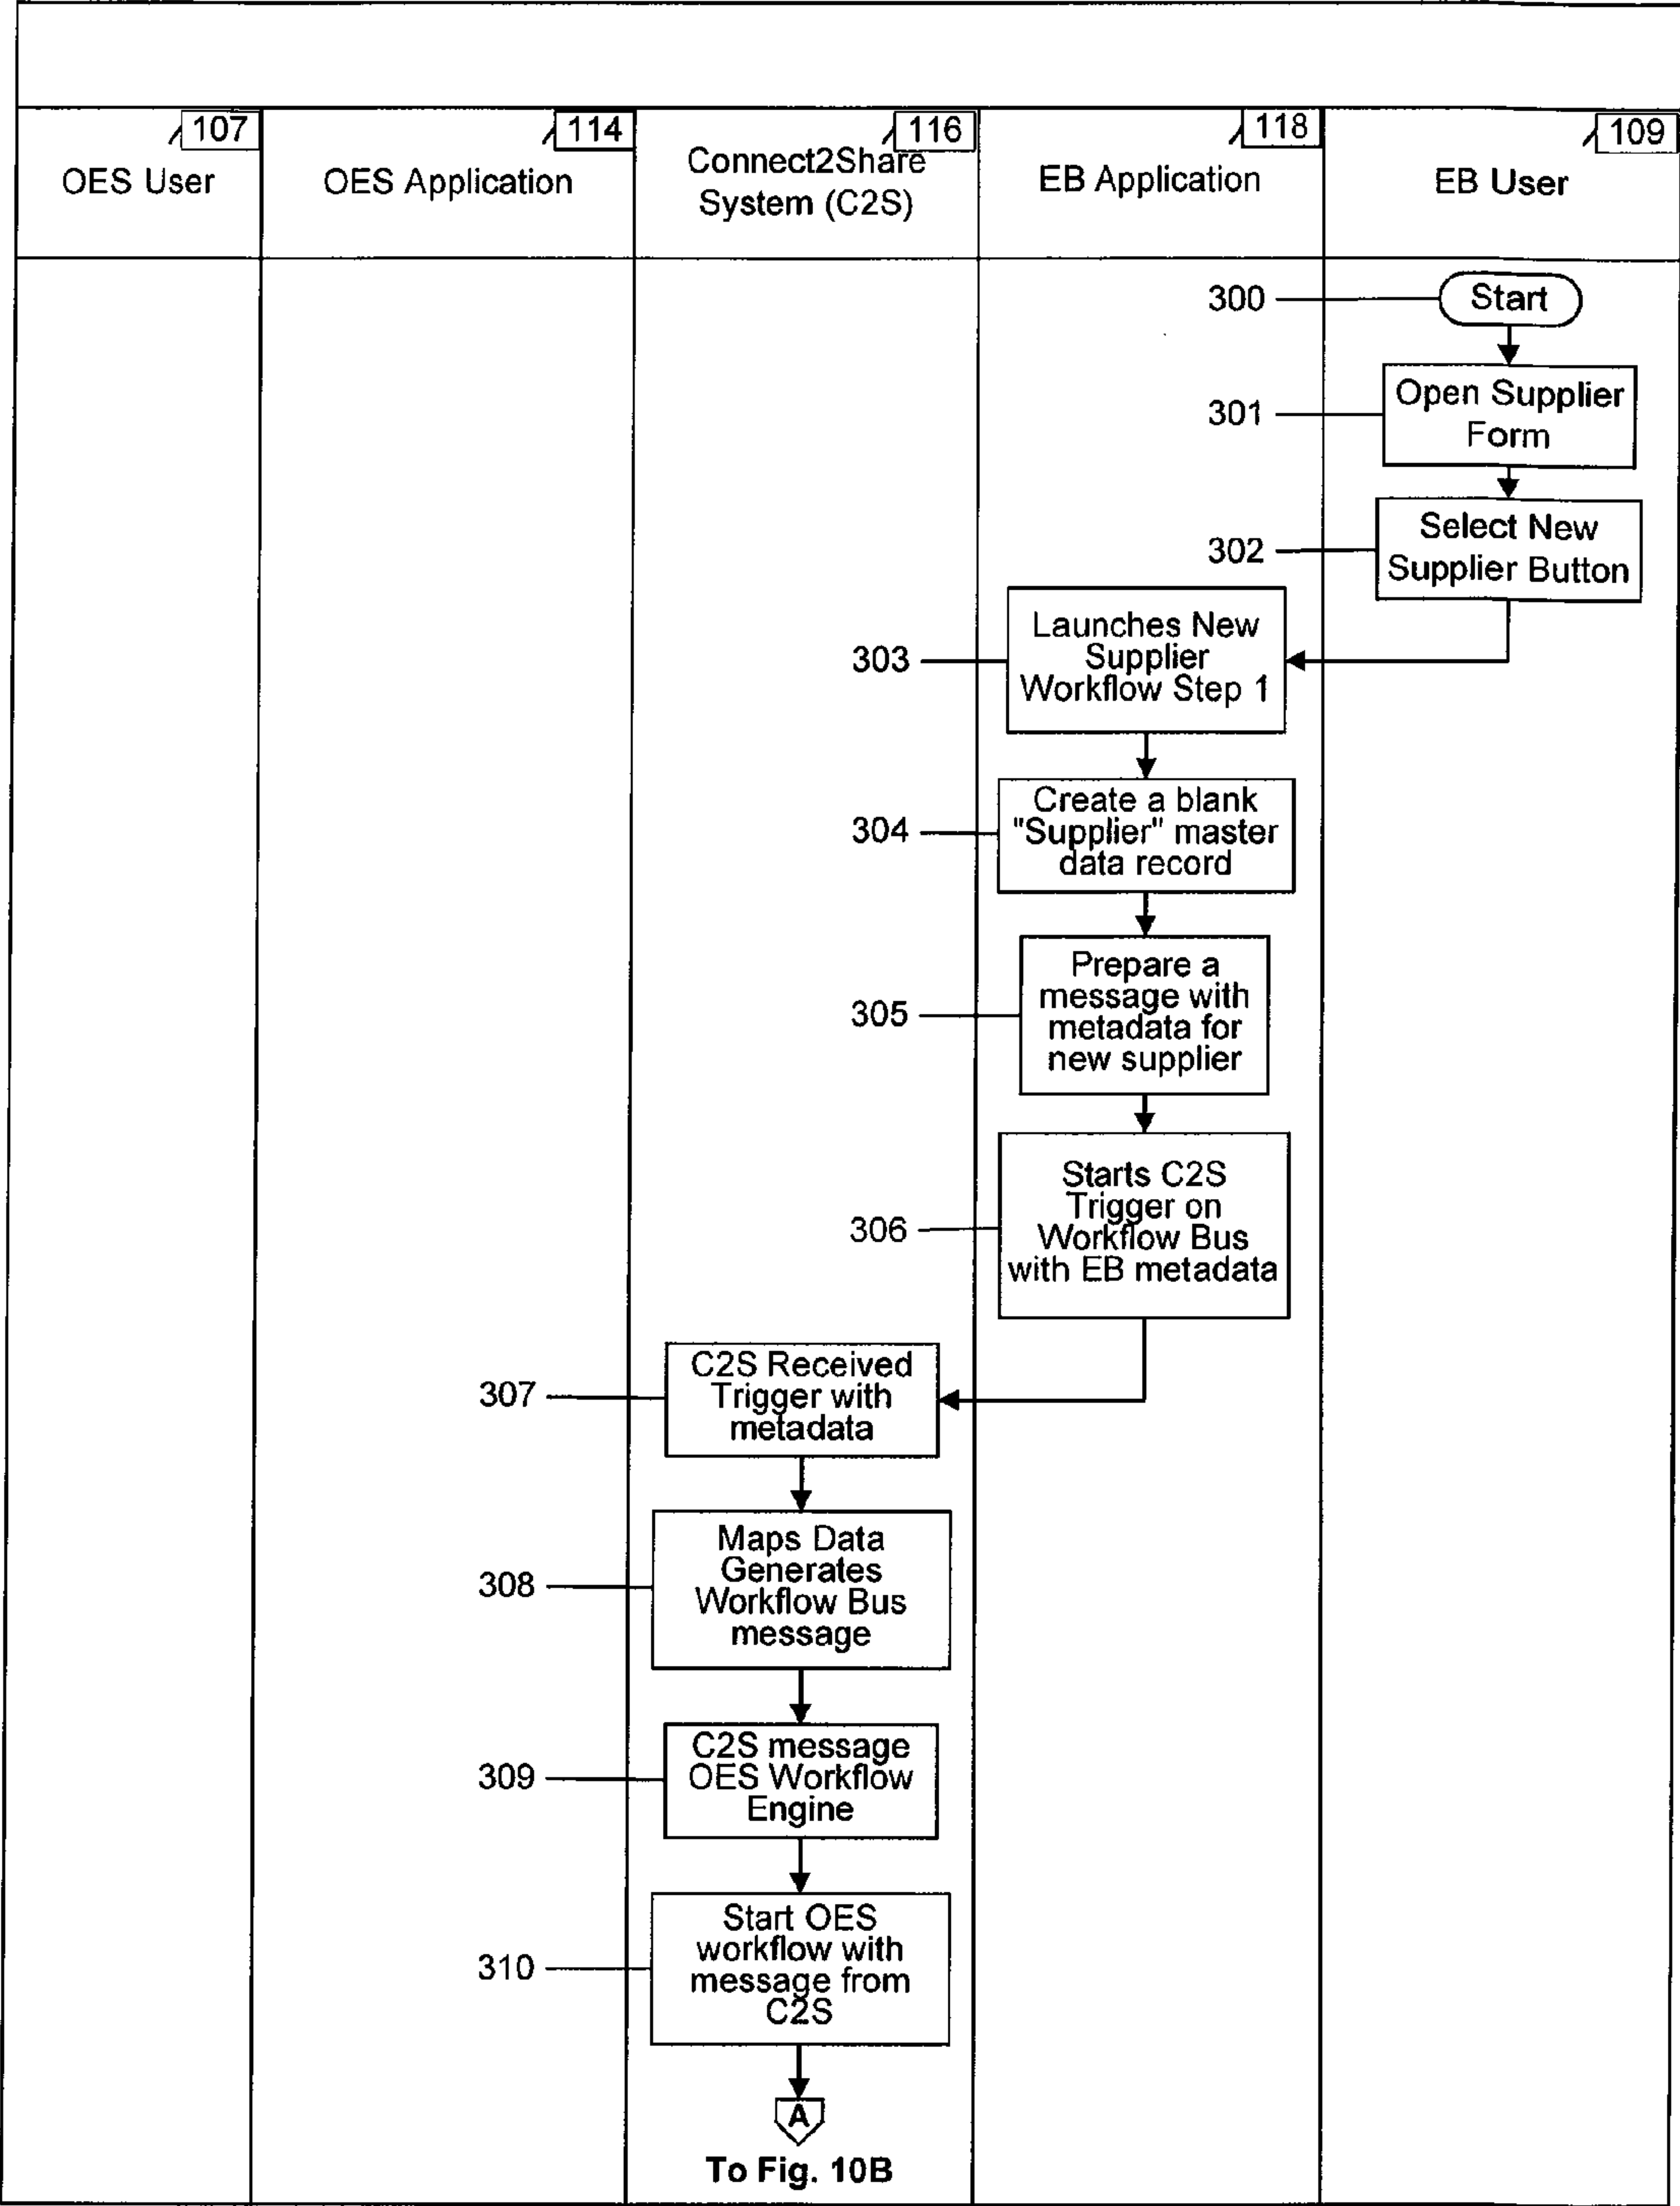 107
OES User
114
OES Application
116
Connect2Share
System (C2S)
118
EB Application
109
EB User
300
Start
301
Open Supplier
Form
302
Select New
Supplier Button
303
Launches New
Supplier
Workflow Step 1
304
Create a blank
"Supplier" master
data record
305
Prepare a
message with
metadata for
new supplier
306
Starts C2S
Trigger on
Workflow Bus
with EB metadata
307
C2S Received
Trigger with
metadata
308
Maps Data
Generates
Workflow Bus
message
309
C2S message
OES Workflow
Engine
310
Start OES
workflow with
message from
C2S
A
To Fig. 10B